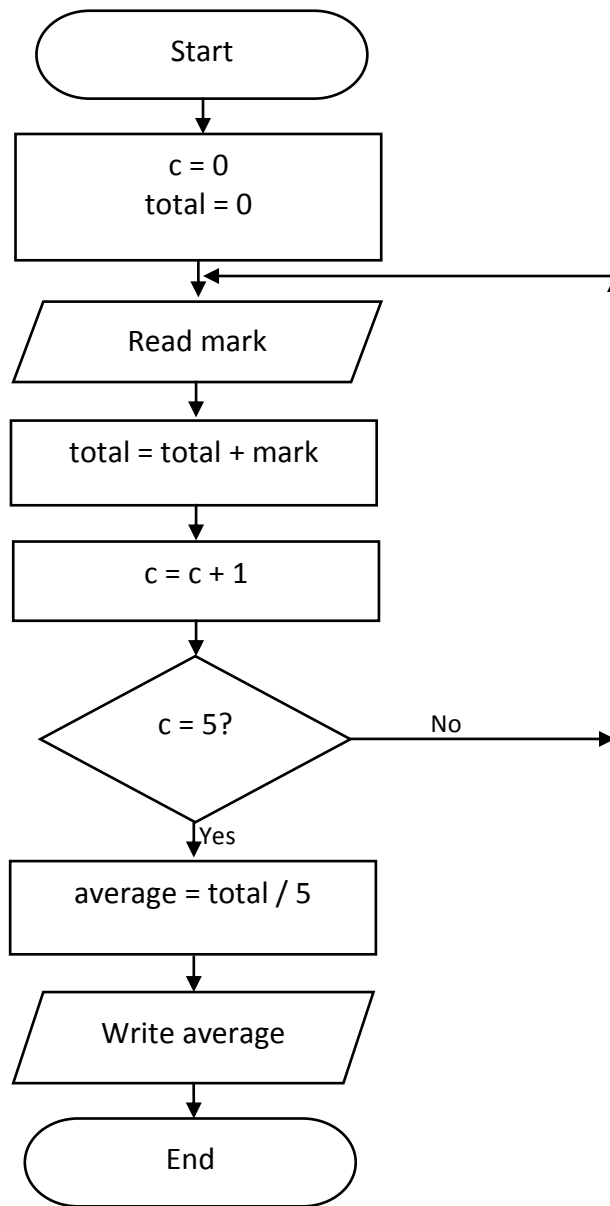 Start
c = 0
total = 0
Read mark
total = total + mark
c = c + 1
c = 5?
No
Yes
average = total / 5
Write average
End